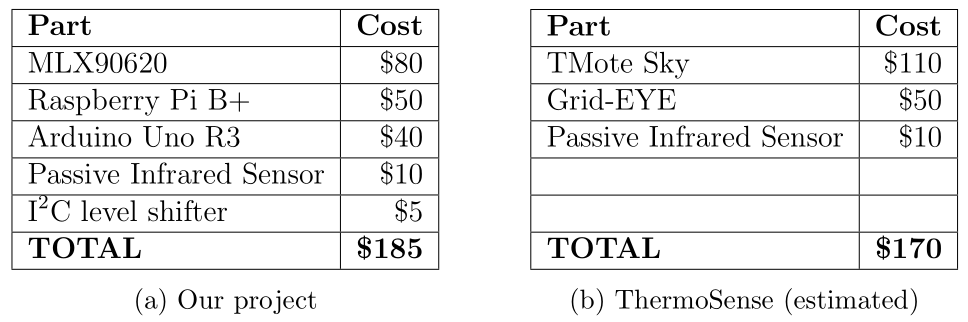 Part Cost
MLX90620 $80
Raspberry Pi B+ $50
Arduino Uno R3 $40
Passive Infrared Sensor $10
I²C level shifter $5
TOTAL $185
(a) Our project
Part Cost
TMote Sky $110
Grid-EYE $50
Passive Infrared Sensor $10
TOTAL $170
(b) ThermoSense (estimated)